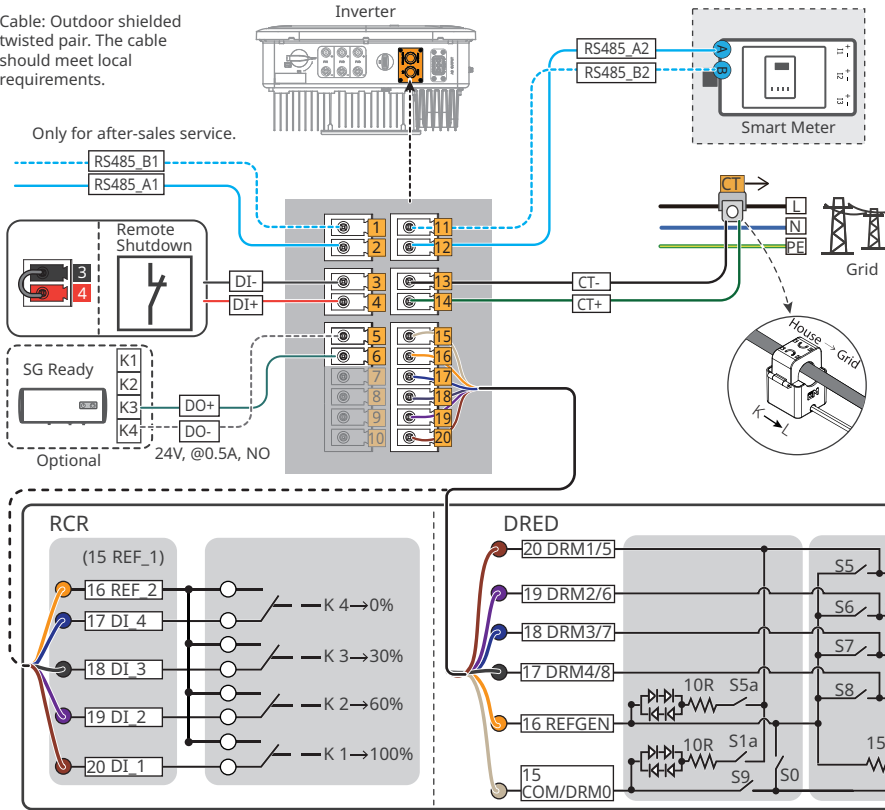 Cable: Outdoor shielded
twisted pair. The cable
should meet local
requirements.
Inverter
RS485_A2
RS485_B2
A
B
Smart Meter
I1
I2
I3
Only for after-sales service.
RS485_B1
RS485_A1
CT
L
N
PE
Grid
Remote
Shutdown
3
4
DI-
DI+
1
2
3
4
5
6
7
8
9
10
11
12
13
14
15
16
17
18
19
20
CT-
CT+
House → Grid
K→L
SG Ready
K1
K2
K3
K4
DO+
DO-
24V, @0.5A, NO
Optional
RCR
(15 REF_1)
16 REF_2
17 DI_4
18 DI_3
19 DI_2
20 DI_1
K 4→0%
K 3→30%
K 2→60%
K 1→100%
DRED
20 DRM1/5
19 DRM2/6
18 DRM3/7
17 DRM4/8
16 REFGEN
15
COM/DRM0
10R
S5a
10R
S1a
S9
S0
S5
S6
S7
S8
15